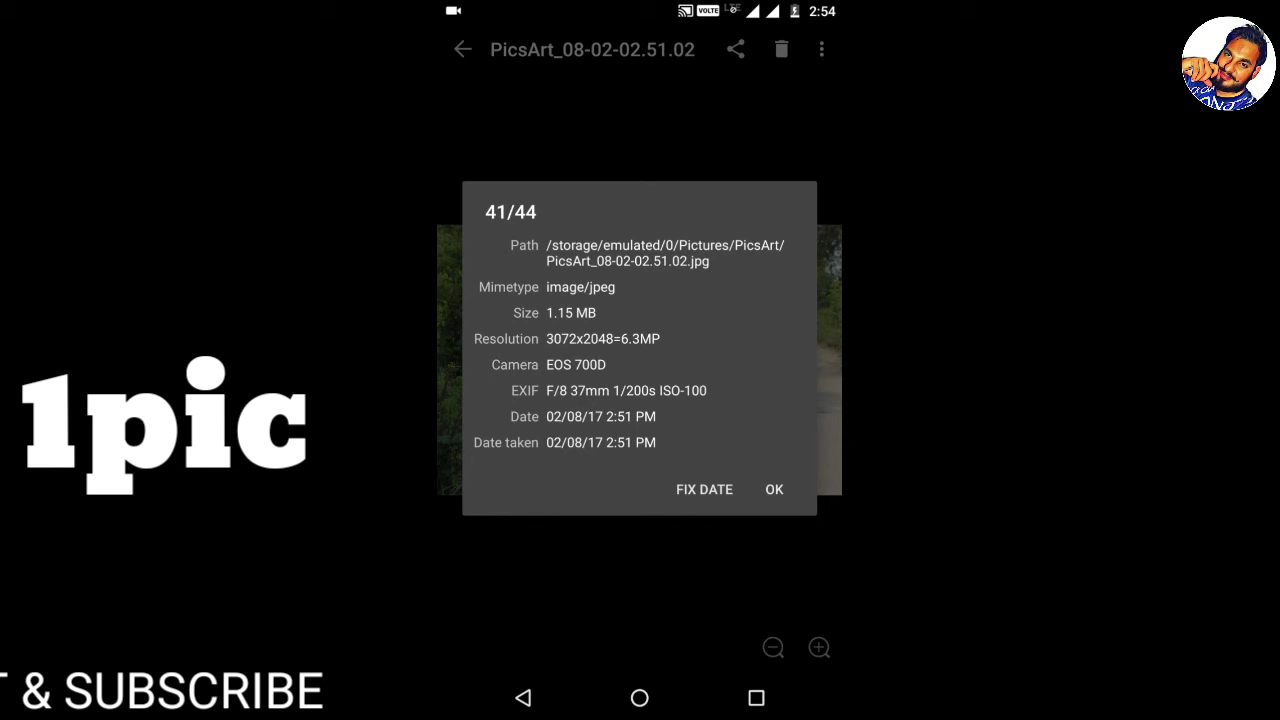 VOLTE LTE 2:54
PicsArt_08-02-02.51.02
41/44
Path /storage/emulated/0/Pictures/PicsArt/
PicsArt_08-02-02.51.02.jpg
Mimetype image/jpeg
Size 1.15 MB
Resolution 3072x2048=6.3MP
Camera EOS 700D
EXIF F/8 37mm 1/200s ISO-100
Date 02/08/17 2:51 PM
Date taken 02/08/17 2:51 PM
FIX DATE OK
1pic
T & SUBSCRIBE